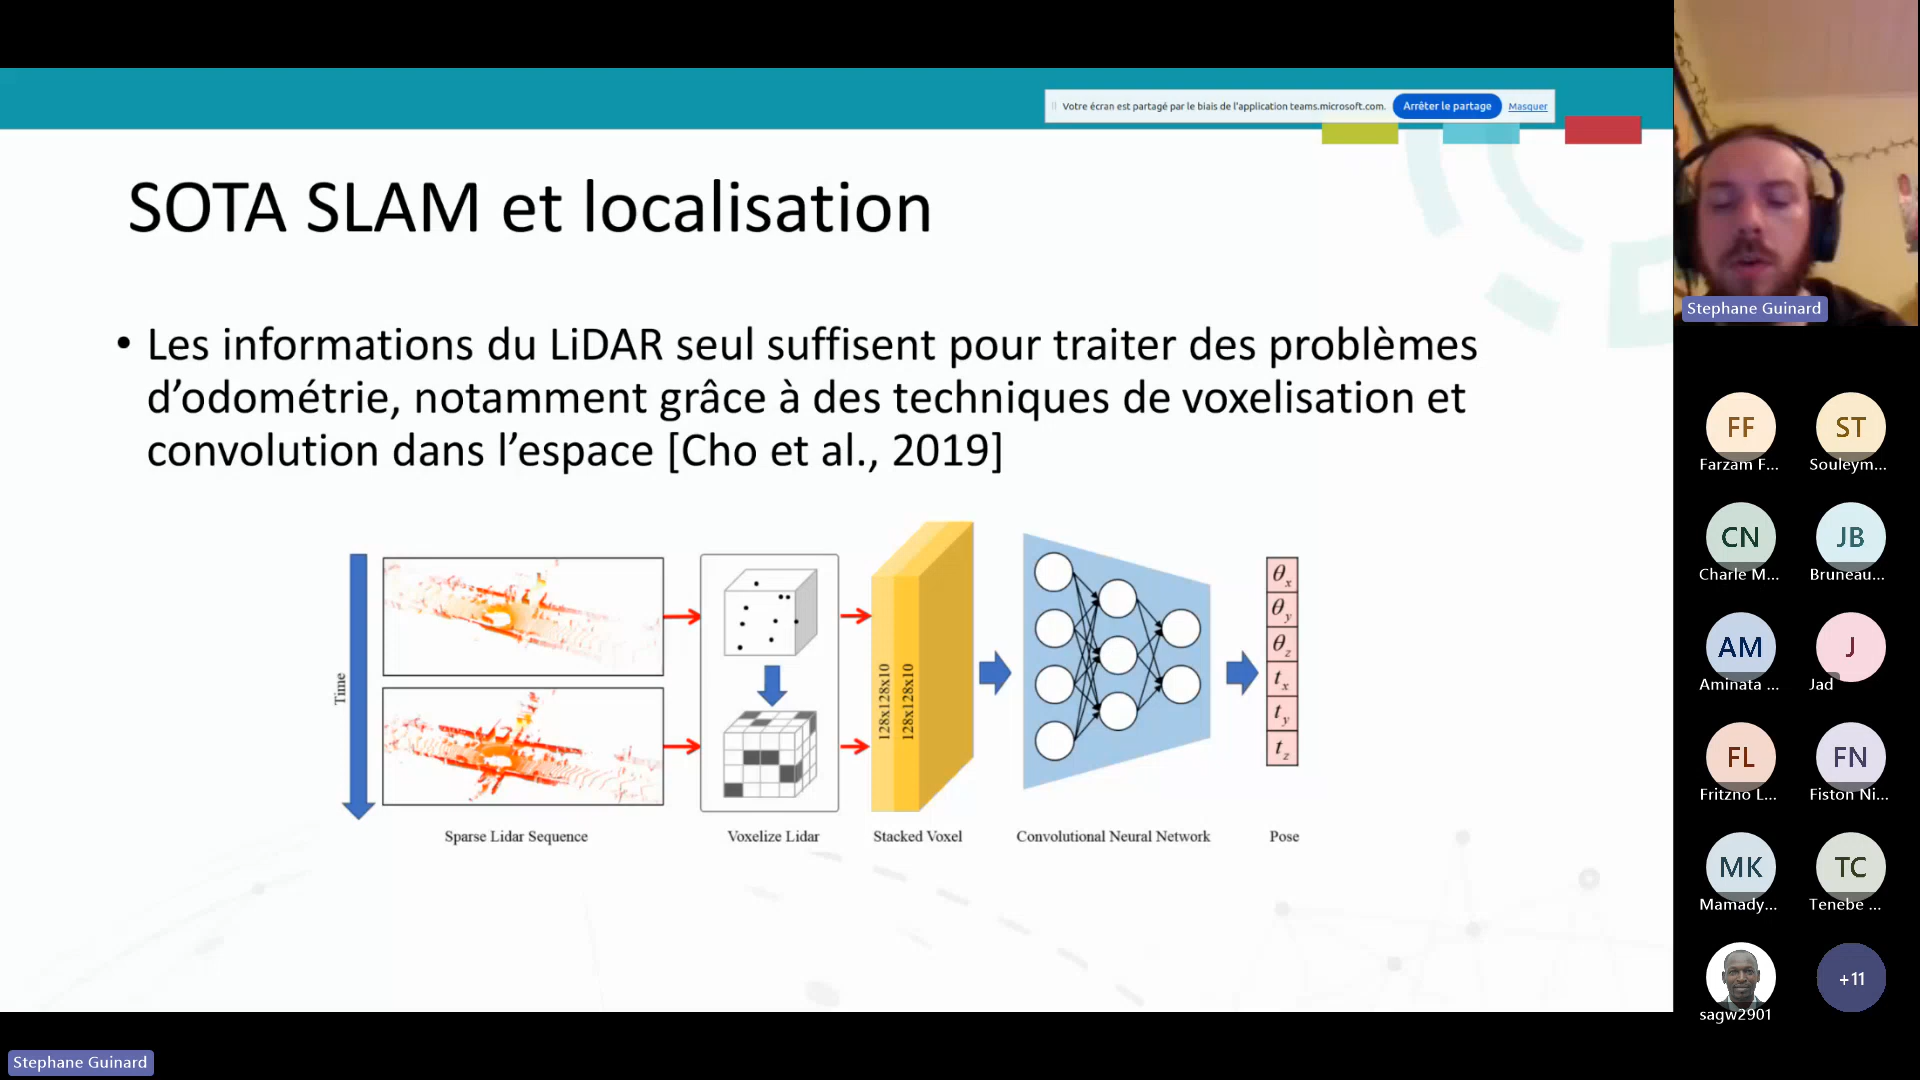 Votre écran est partagé par le biais de l'application teams.microsoft.com.
Arrêter le partage
Masquer
SOTA SLAM et localisation
• Les informations du LiDAR seul suffisent pour traiter des problèmes
d’odométrie, notamment grâce à des techniques de voxelisation et
convolution dans l’espace [Cho et al., 2019]
Time
128x128x10
128x128x10
θx
θy
θz
tx
ty
tz
Sparse Lidar Sequence
Voxelize Lidar
Stacked Voxel
Convolutional Neural Network
Pose
Stephane Guinard
FF
Farzam F...
ST
Souleym...
CN
Charle M...
JB
Bruneau...
AM
Aminata ...
J
Jad
FL
Fritzno L...
FN
Fiston Ni...
MK
Mamady...
TC
Tenebe ...
sagw2901
+11
Stephane Guinard